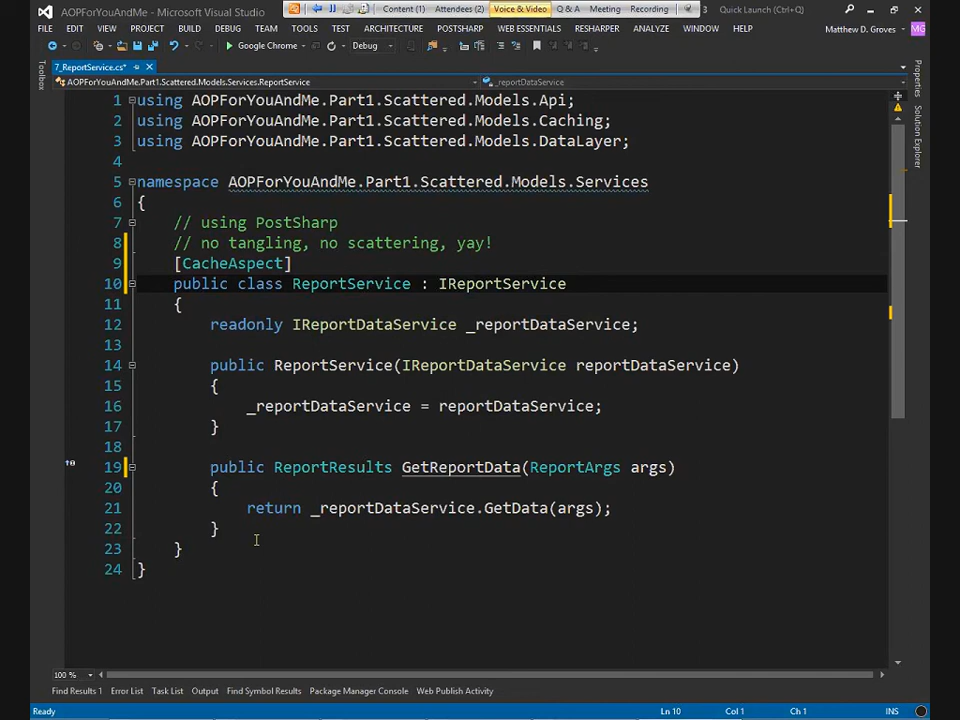 AOPForYouAndMe - Microsoft Visual Studio
Content (1) Attendees (2) Voice & Video Q & A Meeting Recording 3 Quick Launch (Ctrl+Q)
FILE EDIT VIEW PROJECT BUILD DEBUG TEAM TOOLS TEST ARCHITECTURE POSTSHARP WEB ESSENTIALS RESHARPER ANALYZE WINDOW HELP Matthew D. Groves MG
Google Chrome Debug
7_ReportService.cs*
AOPForYouAndMe.Part1.Scattered.Models.Services.ReportService _reportDataService
Toolbox
Properties
Solution Explorer
1 using AOPForYouAndMe.Part1.Scattered.Models.Api;
2 using AOPForYouAndMe.Part1.Scattered.Models.Caching;
3 using AOPForYouAndMe.Part1.Scattered.Models.DataLayer;
4
5 namespace AOPForYouAndMe.Part1.Scattered.Models.Services
6 {
7 // using PostSharp
8 // no tangling, no scattering, yay!
9 [CacheAspect]
10 public class ReportService : IReportService
11 {
12 readonly IReportDataService _reportDataService;
13
14 public ReportService(IReportDataService reportDataService)
15 {
16 _reportDataService = reportDataService;
17 }
18
19 public ReportResults GetReportData(ReportArgs args)
20 {
21 return _reportDataService.GetData(args);
22 }
23 }
24 }
100 %
Find Results 1 Error List Task List Output Find Symbol Results Package Manager Console Web Publish Activity
Ready Ln 10 Col 1 Ch 1 INS